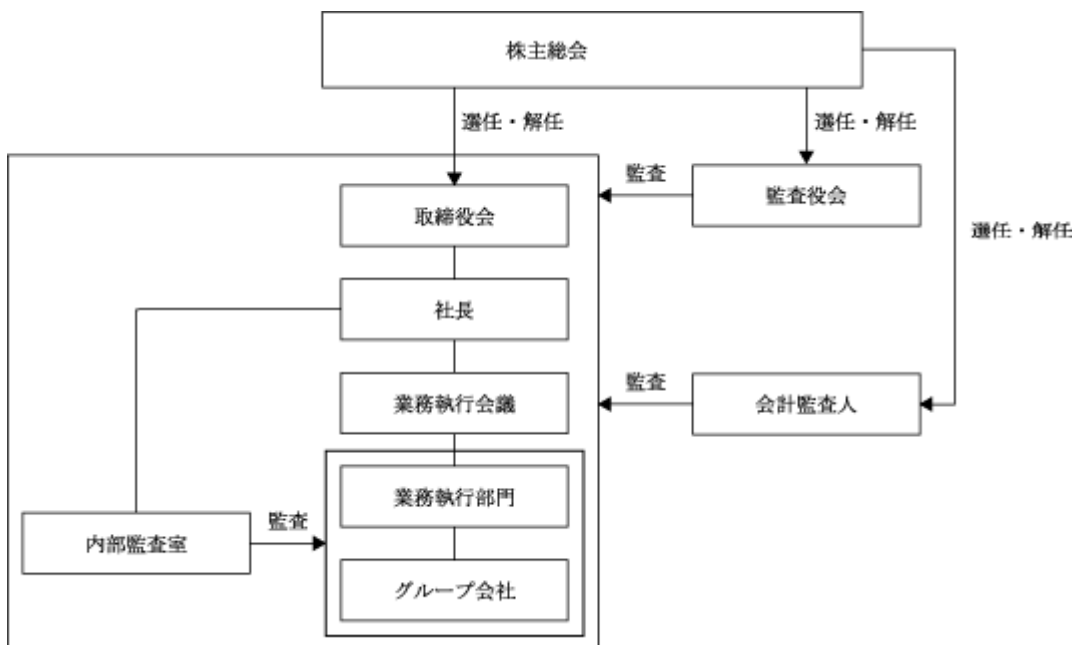 株主総会
選任・解任
選任・解任
監査
監査役会
取締役会
選任・解任
社長
監査
業務執行会議
会計監査人
業務執行部門
監査
内部監査室
グループ会社